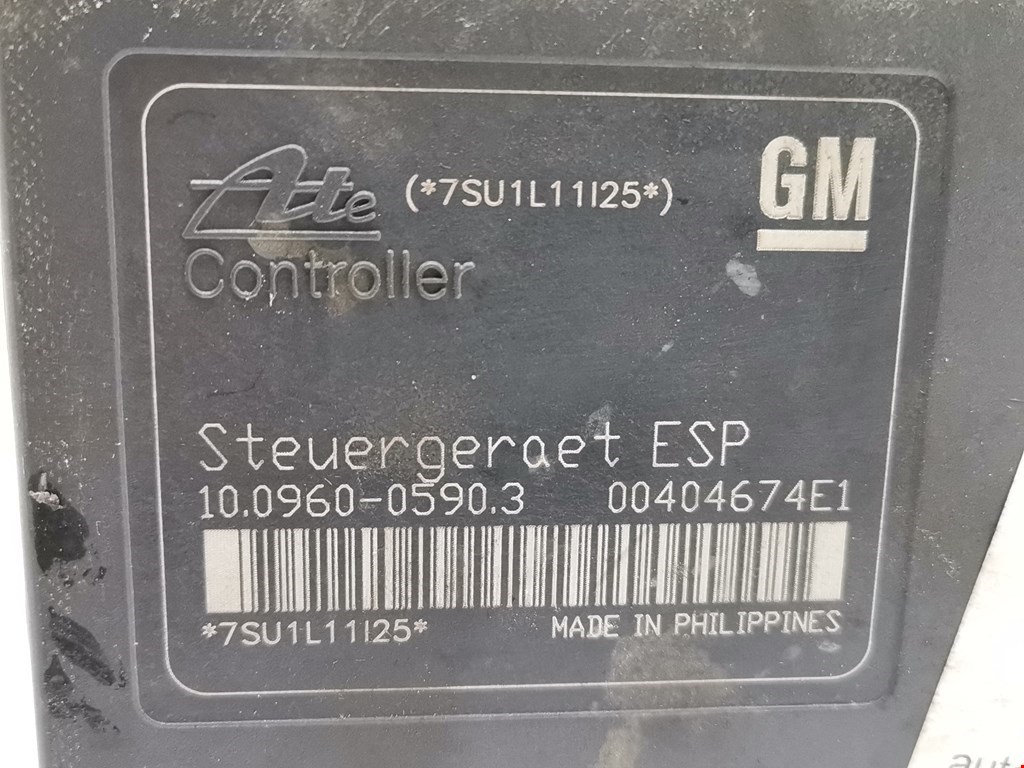 Ate (*7SU1L11I25*) GM
Controller
Steuergeraet ESP
10.0960-0590.3 00404674E1
*7SU1L11I25* MADE IN PHILIPPINES